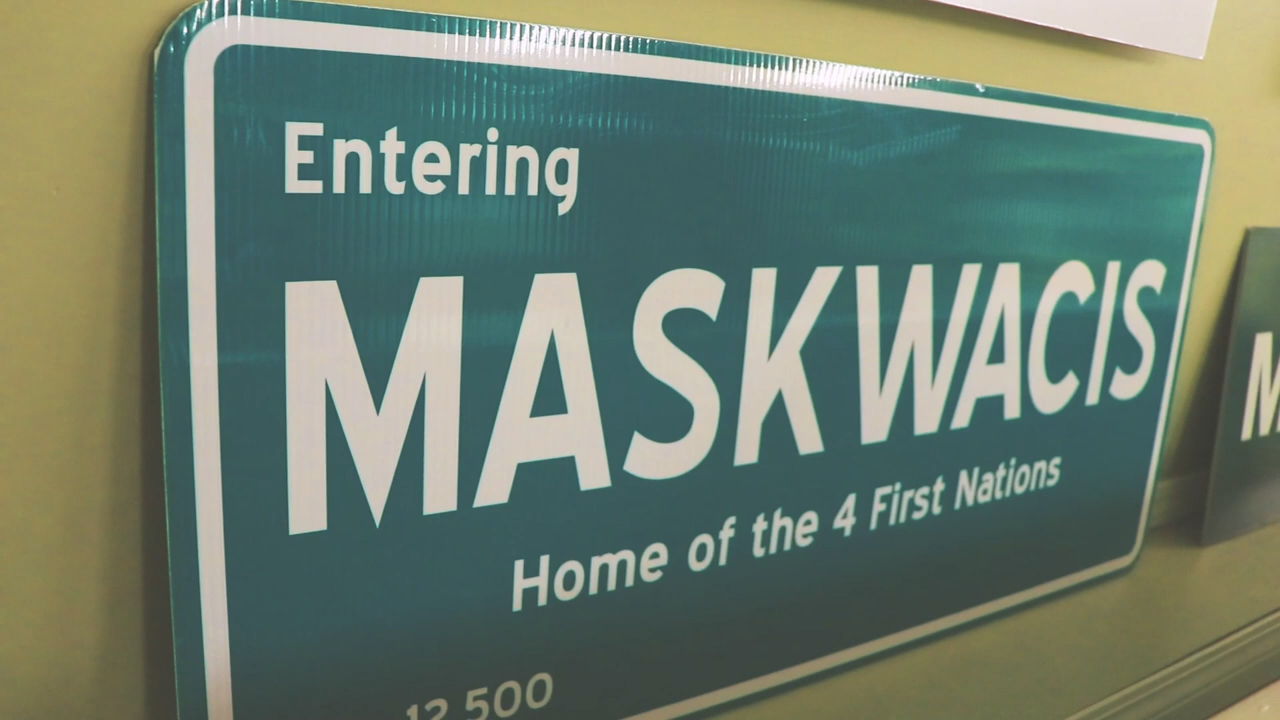 Entering
MASKWACIS
Home of the 4 First Nations
12,500
M